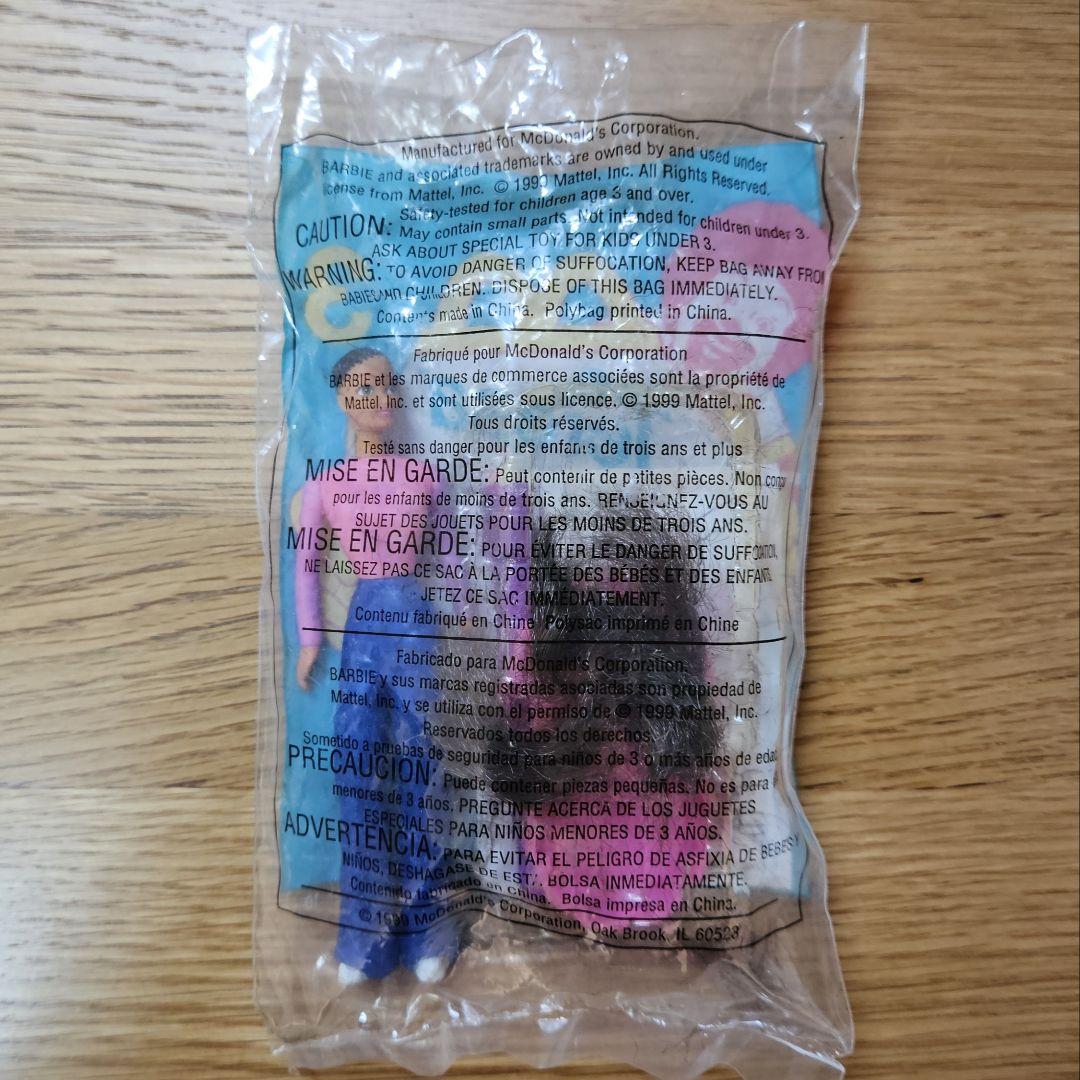 Manufactured for McDonald's Corporation.
BARBIE and associated trademarks are owned by and used under
license from Mattel, Inc. © 1999 Mattel, Inc. All Rights Reserved.
Safety-tested for children age 3 and over.
CAUTION: May contain small parts. Not intended for children under 3.
ASK ABOUT SPECIAL TOY FOR KIDS UNDER 3.
WARNING: TO AVOID DANGER OF SUFFOCATION, KEEP BAG AWAY FROM
BABIES AND CHILDREN. DISPOSE OF THIS BAG IMMEDIATELY.
Contents made in China. Polybag printed in China.
Fabriqué pour McDonald's Corporation
BARBIE et les marques de commerce associées sont la propriété de
Mattel, Inc. et sont utilisées sous licence. © 1999 Mattel, Inc.
Tous droits réservés.
Testé sans danger pour les enfants de trois ans et plus
MISE EN GARDE: Peut contenir de petites pièces. Non
pour les enfants de moins de trois ans. RENSEIGNEZ-VOUS AU
SUJET DES JOUETS POUR LES MOINS DE TROIS ANS.
MISE EN GARDE: POUR ÉVITER LE DANGER DE SUFFOCATION,
NE LAISSEZ PAS CE SAC À LA PORTÉE DES BÉBÉS ET DES ENFANTS
JETEZ CE SAC IMMÉDIATEMENT.
Contenu fabriqué en Chine Polysac imprimé en Chine
Fabricado para McDonald's Corporation.
BARBIE y sus marcas registradas asociadas son propiedad de
Mattel, Inc. y se utiliza con el permiso de © 1999 Mattel, Inc.
Reservados todos los derechos.
Sometido a pruebas de seguridad para niños de 3 o más años de edad
PRECAUCION: Puede contener piezas pequeñas. No es para
menores de 3 años. PREGUNTE ACERCA DE LOS JUGUETES
ESPECIALES PARA NIÑOS MENORES DE 3 AÑOS.
ADVERTENCIA: PARA EVITAR EL PELIGRO DE ASFIXIA DE BEBES Y
NIÑOS, DESHAGASE DE ESTA BOLSA INMEDIATAMENTE.
Contenido fabricado en China. Bolsa impresa en China.
© 1999 McDonald's Corporation, Oak Brook, IL 60523